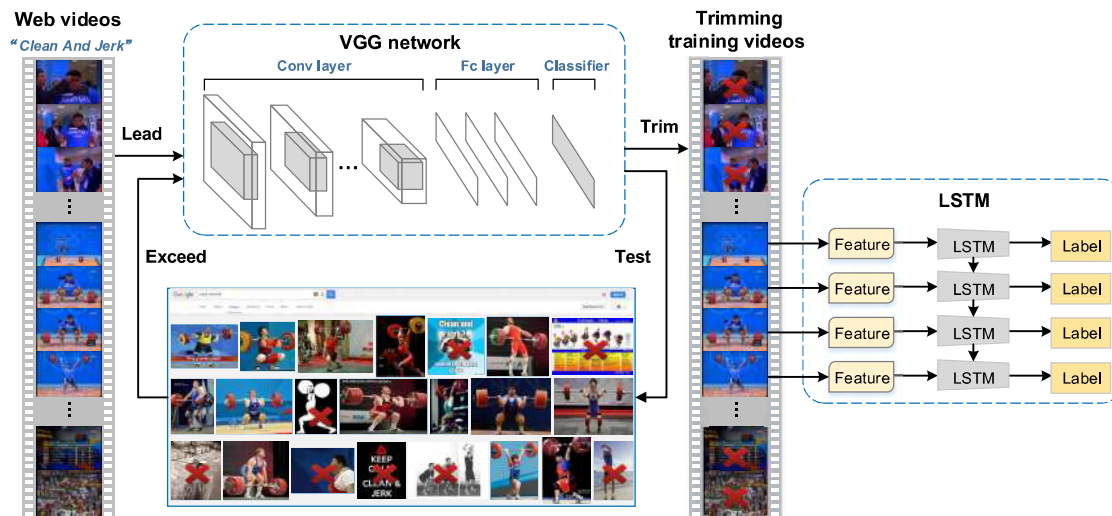 Web videos
“Clean And Jerk”
VGG network
Conv layer
Fc layer
Classifier
Trimming
training videos
Lead
Trim
...
Exceed
Test
LSTM
Feature
LSTM
Label
Feature
LSTM
Label
Feature
LSTM
Label
Feature
LSTM
Label
Google
Clean and
KEEP
CLEAN &
JERK